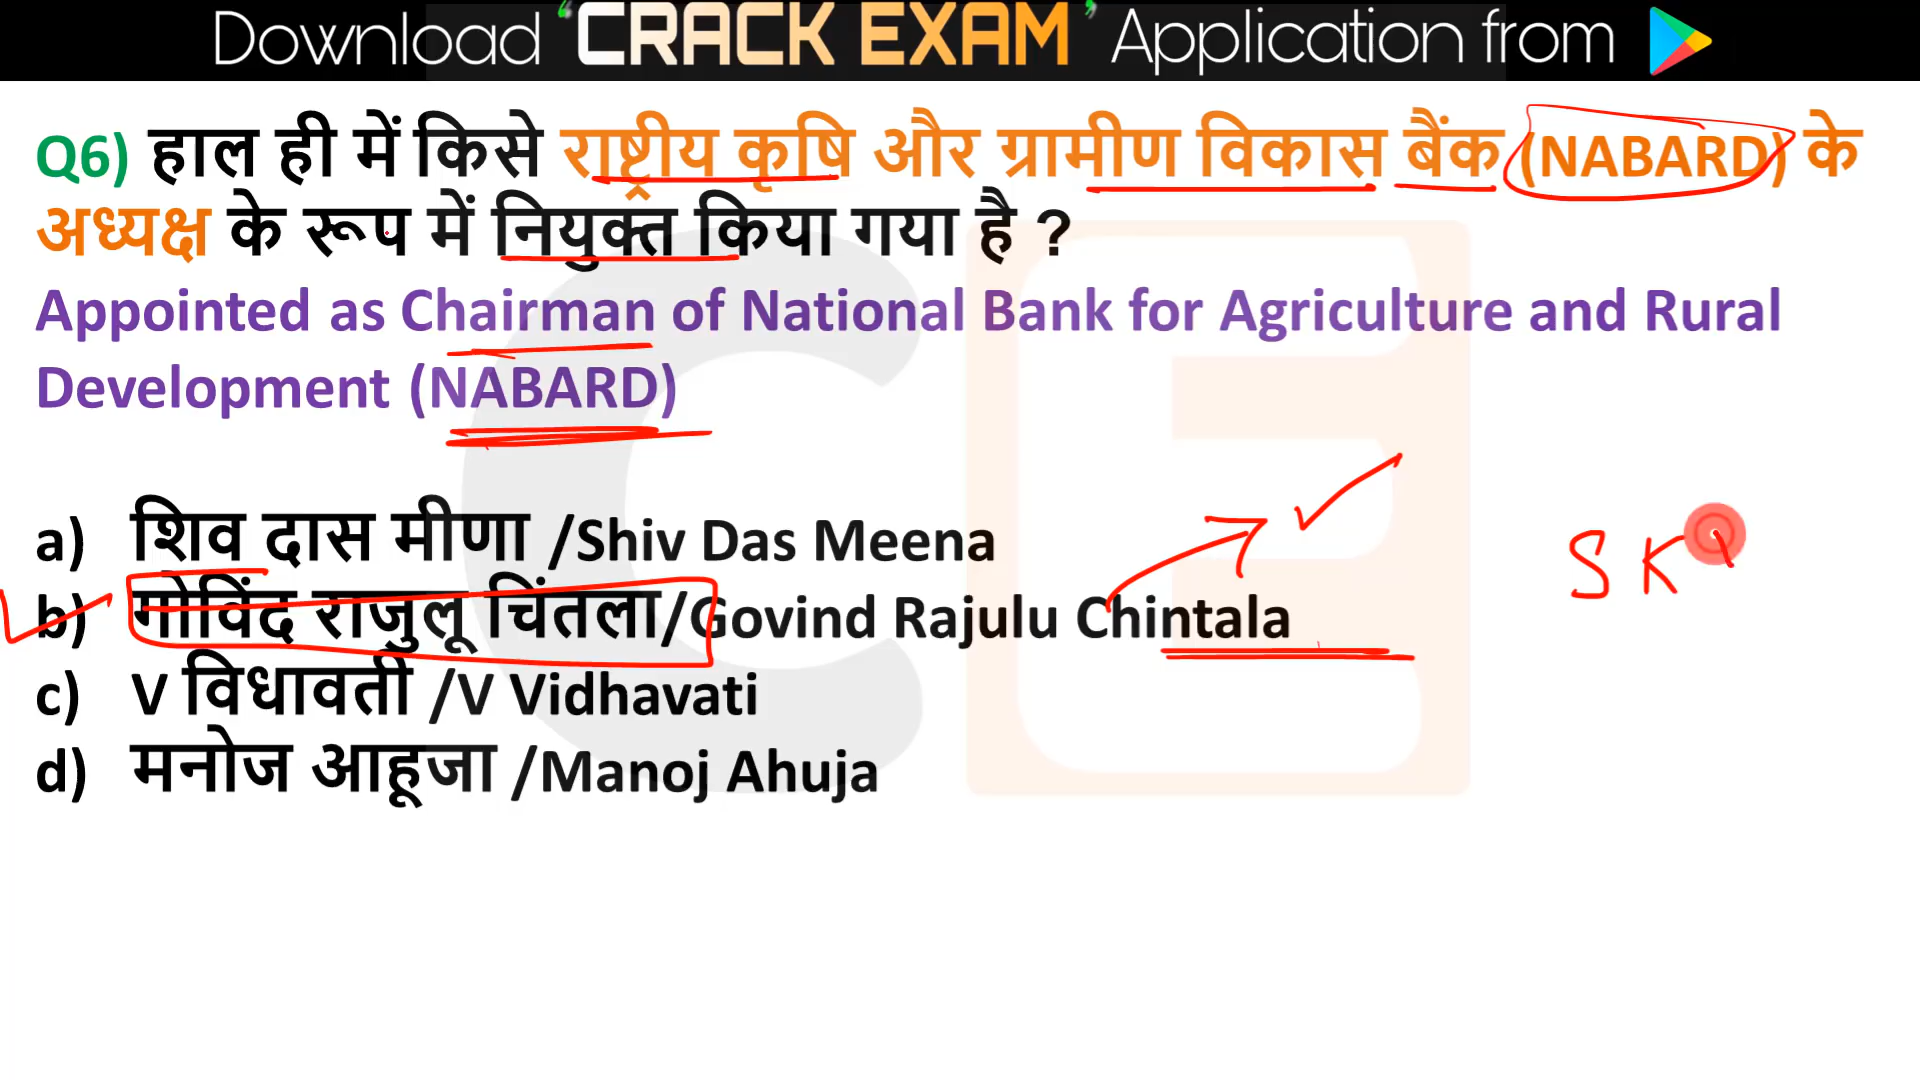 Download ‘CRACK EXAM’ Application from
Q6) हाल ही में किसे राष्ट्रीय कृषि और ग्रामीण विकास बैंक (NABARD) के
अध्यक्ष के रूप में नियुक्त किया गया है ?
Appointed as Chairman of National Bank for Agriculture and Rural
Development (NABARD)
a) शिव दास मीणा /Shiv Das Meena
b) गोविंद राजुलू चिंतला/Govind Rajulu Chintala
c) V विधावती /V Vidhavati
d) मनोज आहूजा /Manoj Ahuja
S K